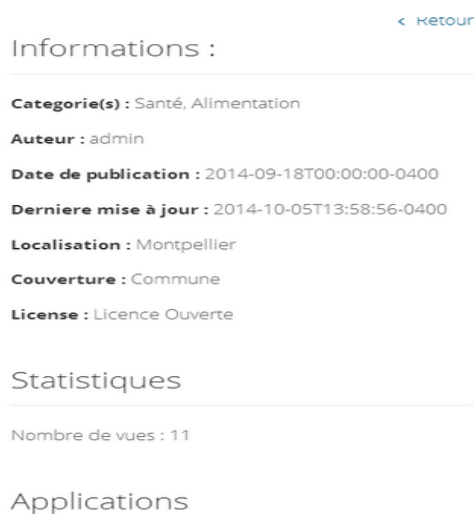 < Retour
Informations :
Categorie(s) : Santé, Alimentation
Auteur : admin
Date de publication : 2014-09-18T00:00:00-0400
Derniere mise à jour : 2014-10-05T13:58:56-0400
Localisation : Montpellier
Couverture : Commune
License : Licence Ouverte
Statistiques
Nombre de vues : 11
Applications